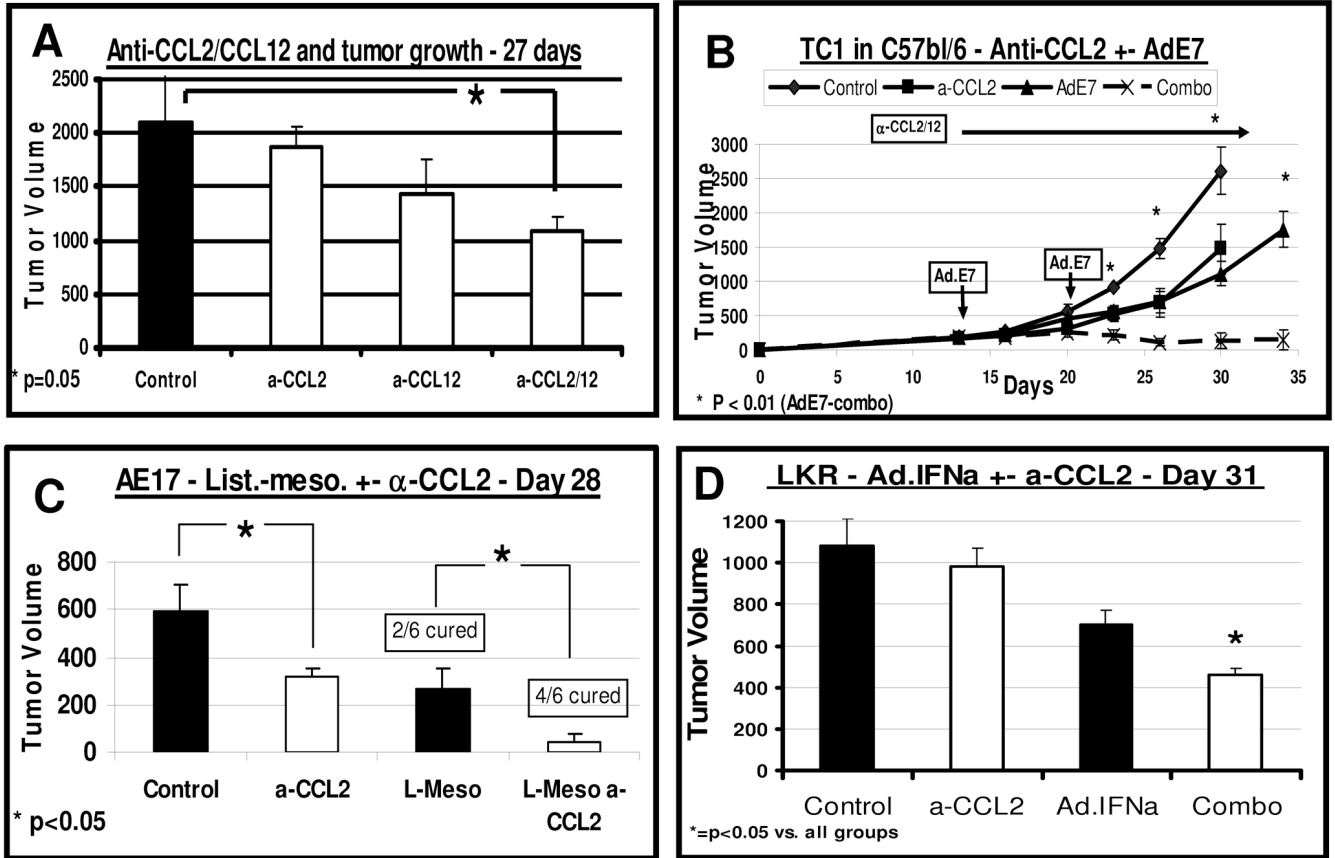 A
Anti-CCL2/CCL12 and tumor growth - 27 days
Tumor Volume
2500
2000
1500
1000
500
0
*
* p=0.05
Control
a-CCL2
a-CCL12
a-CCL2/12
B
TC1 in C57bl/6 - Anti-CCL2 +- AdE7
Control
a-CCL2
AdE7
Combo
α-CCL2/12
Tumor Volume
3000
2500
2000
1500
1000
500
0
Ad.E7
Ad.E7
*
*
*
*
0
5
10
15
20
25
30
35
Days
* P < 0.01 (AdE7-combo)
C
AE17 - List.-meso. +- α-CCL2 - Day 28
Tumor Volume
800
600
400
200
0
*
*
2/6 cured
4/6 cured
Control
a-CCL2
L-Meso
L-Meso a-
CCL2
* p<0.05
D
LKR - Ad.IFNa +- a-CCL2 - Day 31
Tumor Volume
1200
1000
800
600
400
200
0
*
Control
a-CCL2
Ad.IFNa
Combo
*=p<0.05 vs. all groups